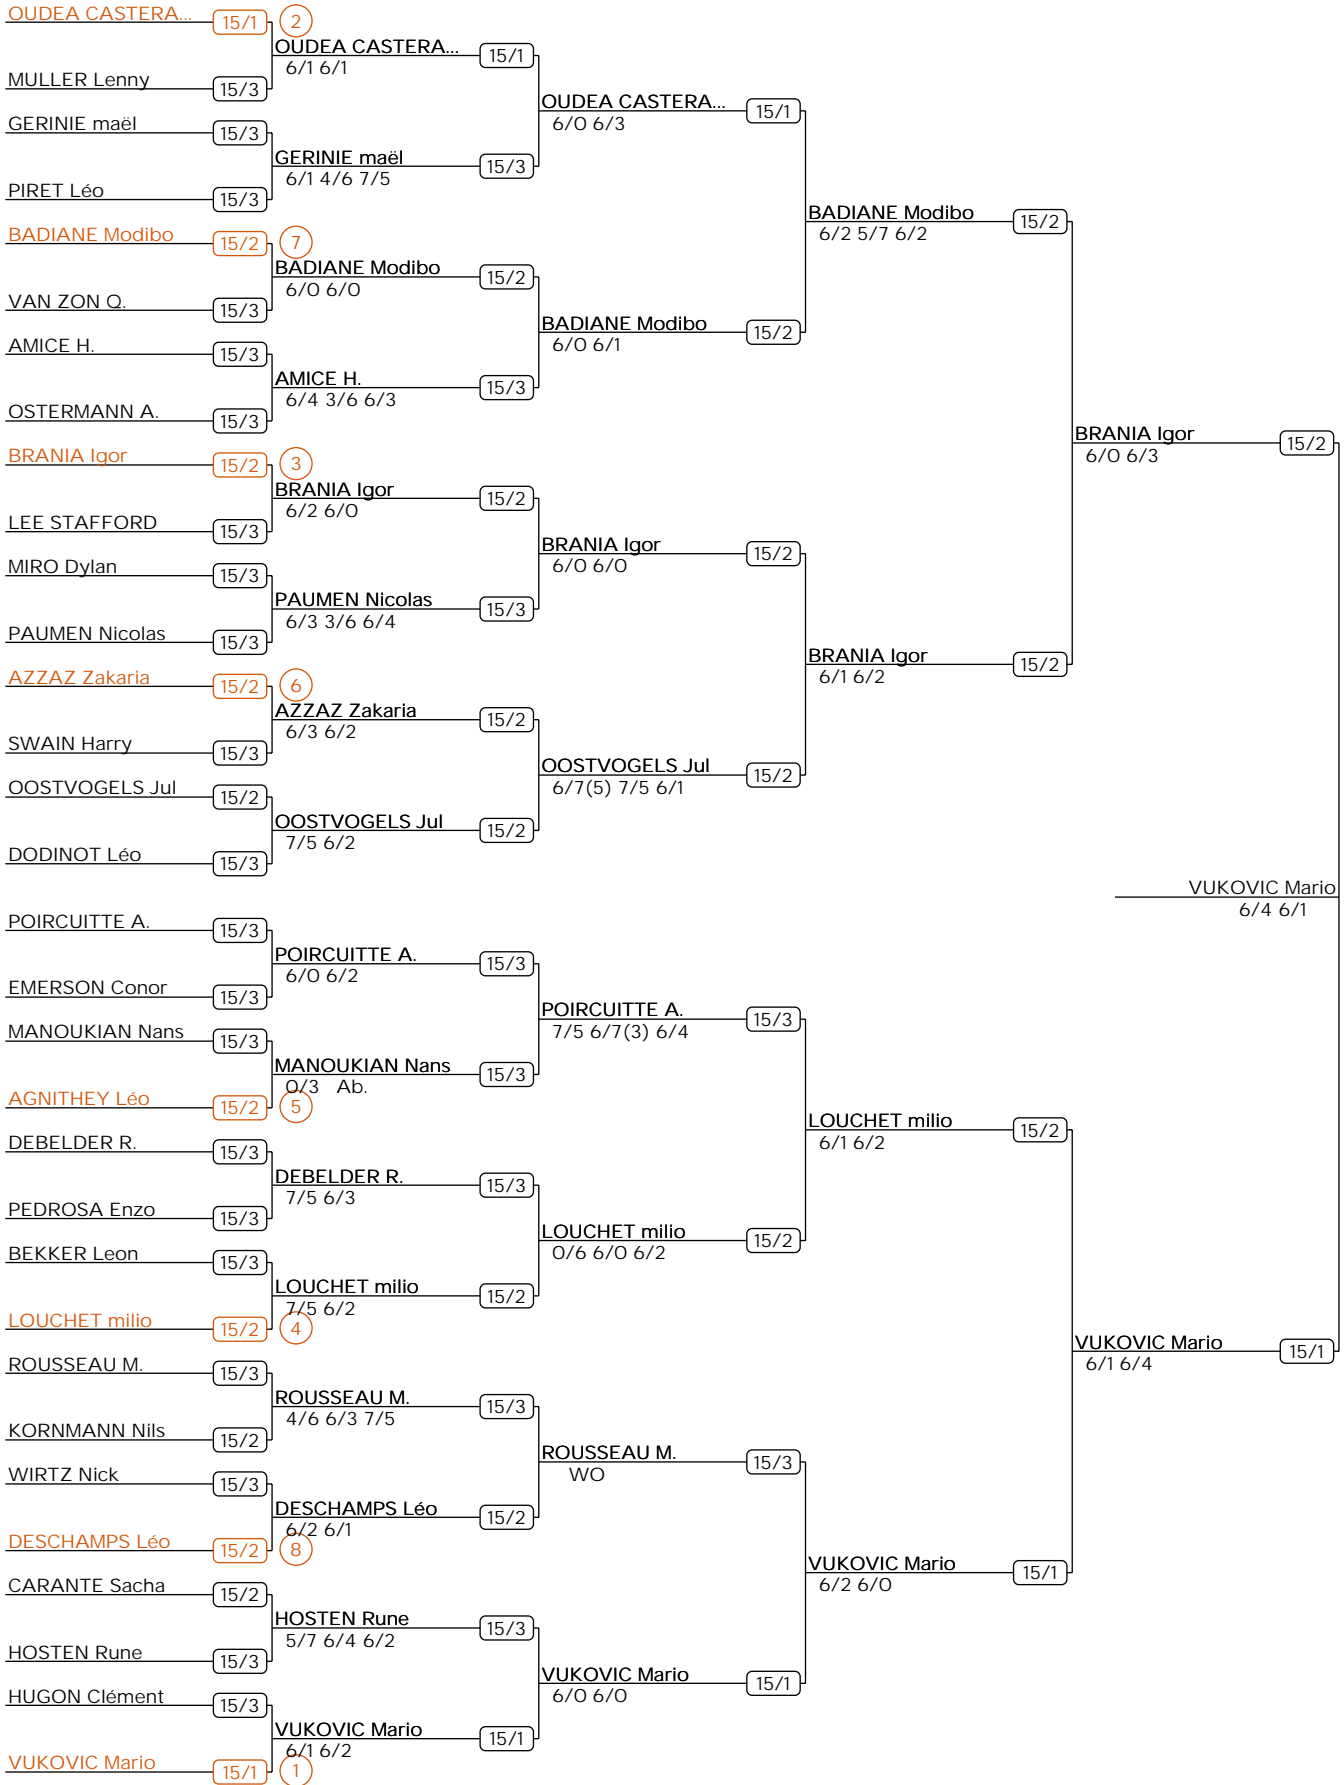 OUDEA CASTERA... 15/1 2
MULLER Lenny 15/3
GERINIE maël 15/3
PIRET Léo 15/3
BADIANE Modibo 15/2 7
VAN ZON Q. 15/3
AMICE H. 15/3
OSTERMANN A. 15/3
BRANIA Igor 15/2 3
LEE STAFFORD 15/3
MIRO Dylan 15/3
PAUMEN Nicolas 15/3
AZZAZ Zakaria 15/2 6
SWAIN Harry 15/3
OOSTVOGELS Jul 15/2
DODINOT Léo 15/3
POIRCUITTE A. 15/3
EMERSON Conor 15/3
MANOUKIAN Nans 15/3
AGNITHEY Léo 15/2 5
DEBELDER R. 15/3
PEDROSA Enzo 15/3
BEKKER Leon 15/3
LOUCHET milio 15/2 4
ROUSSEAU M. 15/3
KORNMANN Nils 15/2
WIRTZ Nick 15/3
DESCHAMPS Léo 15/2 8
CARANTE Sacha 15/2
HOSTEN Rune 15/3
HUGON Clément 15/3
VUKOVIC Mario 15/1 1
OUDEA CASTERA... 15/1
6/1 6/1
GERINIE maël 15/3
6/1 4/6 7/5
BADIANE Modibo 15/2
6/0 6/0
AMICE H. 15/3
6/4 3/6 6/3
BRANIA Igor 15/2
6/2 6/0
PAUMEN Nicolas 15/3
6/3 3/6 6/4
AZZAZ Zakaria 15/2
6/3 6/2
OOSTVOGELS Jul 15/2
7/5 6/2
POIRCUITTE A. 15/3
6/0 6/2
MANOUKIAN Nans 15/3
0/3 Ab.
DEBELDER R. 15/3
7/5 6/3
LOUCHET milio 15/2
7/5 6/2
ROUSSEAU M. 15/3
4/6 6/3 7/5
DESCHAMPS Léo 15/2
6/2 6/1
HOSTEN Rune 15/3
5/7 6/4 6/2
VUKOVIC Mario 15/1
6/1 6/2
OUDEA CASTERA... 15/1
6/0 6/3
BADIANE Modibo 15/2
6/0 6/1
BRANIA Igor 15/2
6/0 6/0
OOSTVOGELS Jul 15/2
6/7(5) 7/5 6/1
POIRCUITTE A. 15/3
7/5 6/7(3) 6/4
LOUCHET milio 15/2
0/6 6/0 6/2
ROUSSEAU M. 15/3
WO
VUKOVIC Mario 15/1
6/0 6/0
BADIANE Modibo 15/2
6/2 5/7 6/2
BRANIA Igor 15/2
6/1 6/2
LOUCHET milio 15/2
6/1 6/2
VUKOVIC Mario 15/1
6/2 6/0
BRANIA Igor 15/2
6/0 6/3
VUKOVIC Mario 15/1
6/1 6/4
VUKOVIC Mario
6/4 6/1